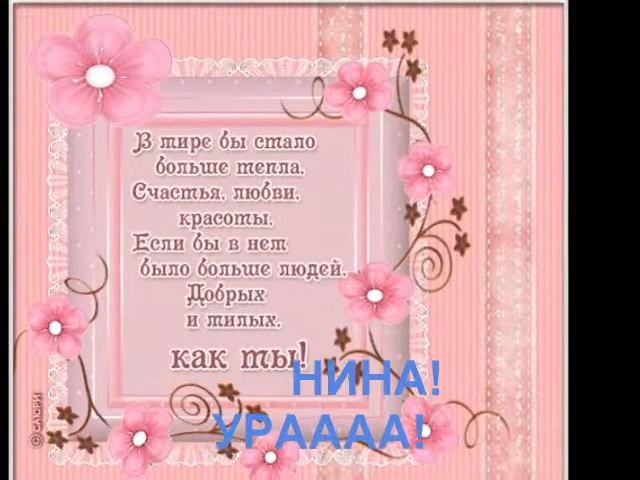 В мире бы стало
больше тепла,
Счастья, любви,
красоты,
Если бы в нем
было больше людей,
Добрых
и милых,
как ты!
НИНА!
УРАААА!